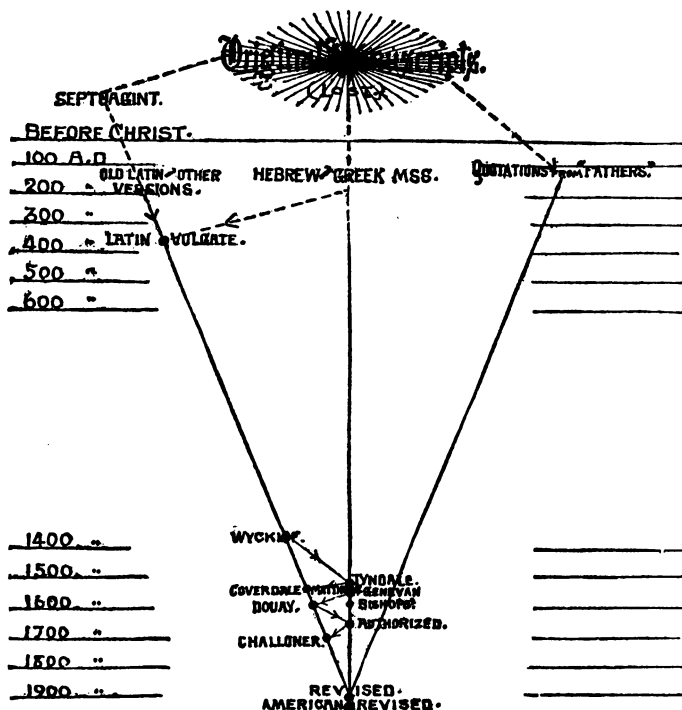 Original Manuscripts.
(LOST)
SEPTUAGINT.
BEFORE CHRIST.
100 A.D
OLD LATIN AND OTHER
VERSIONS.
HEBREW AND GREEK MSS.
QUOTATIONS FROM "FATHERS."
200 "
300 "
LATIN VULGATE.
400 "
500 "
600 "
1400 "
WYCKLIF.
1500 "
TYNDALE.
COVERDALE
GENEVAN
1600 "
DOUAY.
BISHOPS'
AUTHORIZED.
1700 "
CHALLONER.
1800 "
1900 "
REVISED.
AMERICAN REVISED.